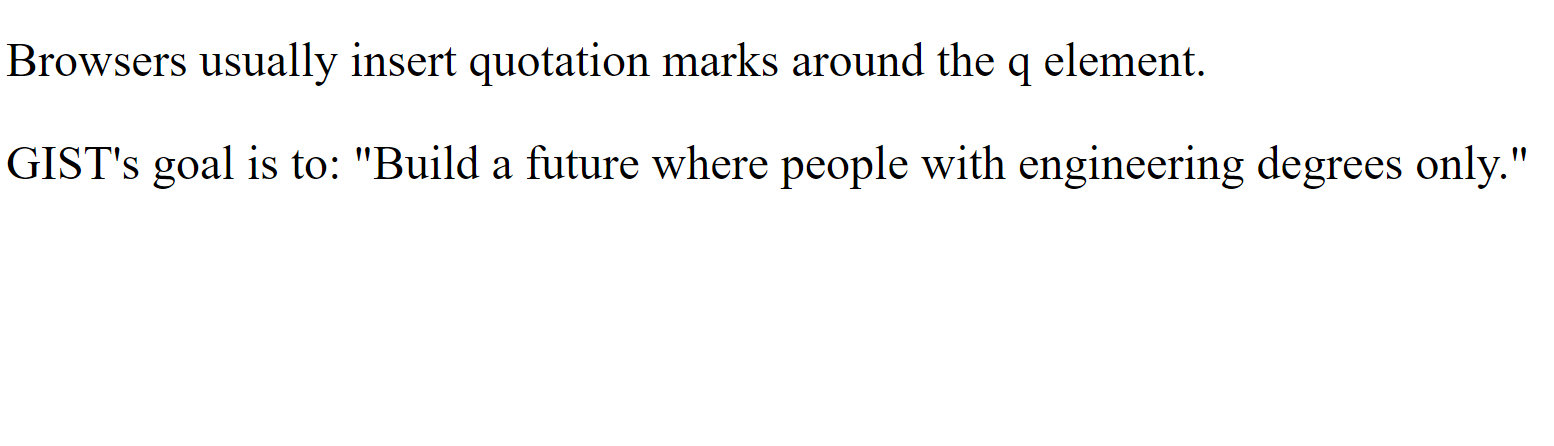 Browsers usually insert quotation marks around the q element.
GIST's goal is to: "Build a future where people with engineering degrees only."